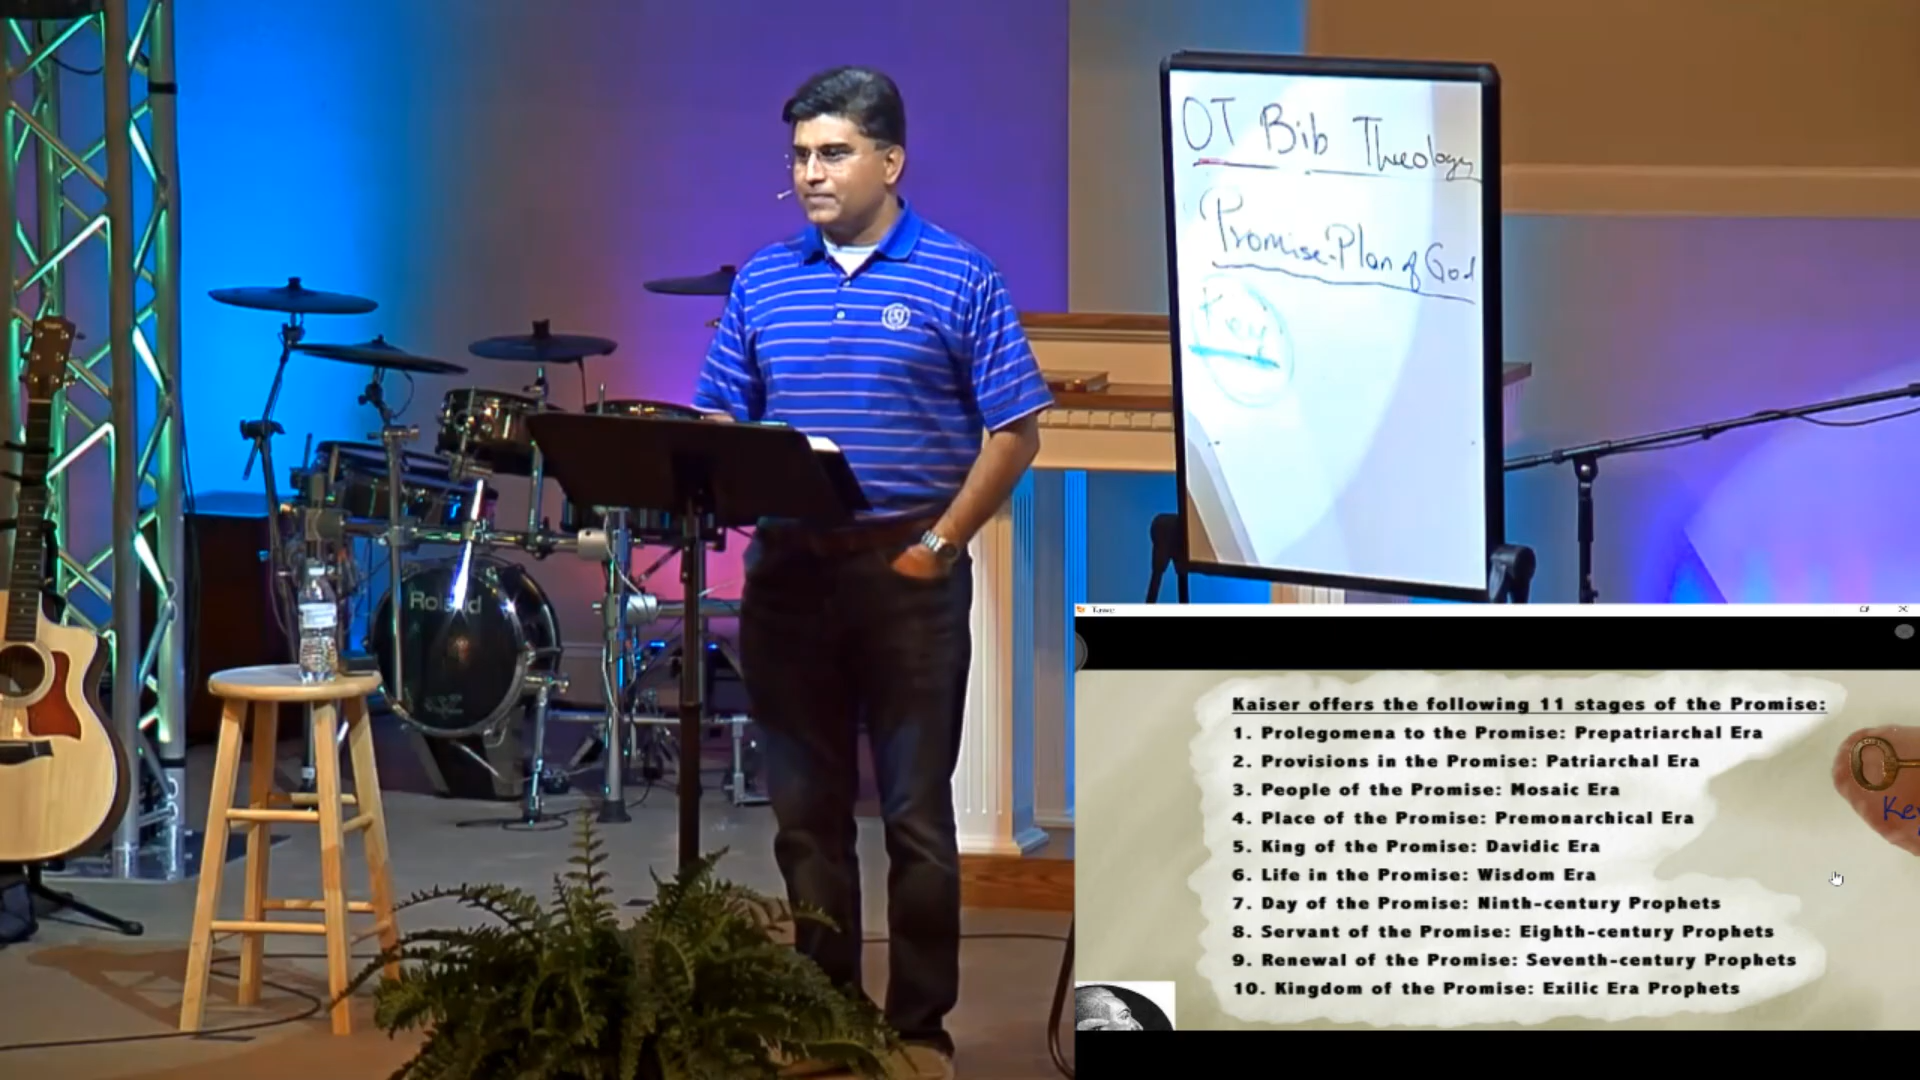 OT Bib Theology
Promise-Plan of God
Key
Roland
Kaiser offers the following 11 stages of the Promise:
1. Prolegomena to the Promise: Prepatriarchal Era
2. Provisions in the Promise: Patriarchal Era
3. People of the Promise: Mosaic Era
4. Place of the Promise: Premonarchical Era
5. King of the Promise: Davidic Era
6. Life in the Promise: Wisdom Era
7. Day of the Promise: Ninth-century Prophets
8. Servant of the Promise: Eighth-century Prophets
9. Renewal of the Promise: Seventh-century Prophets
10. Kingdom of the Promise: Exilic Era Prophets